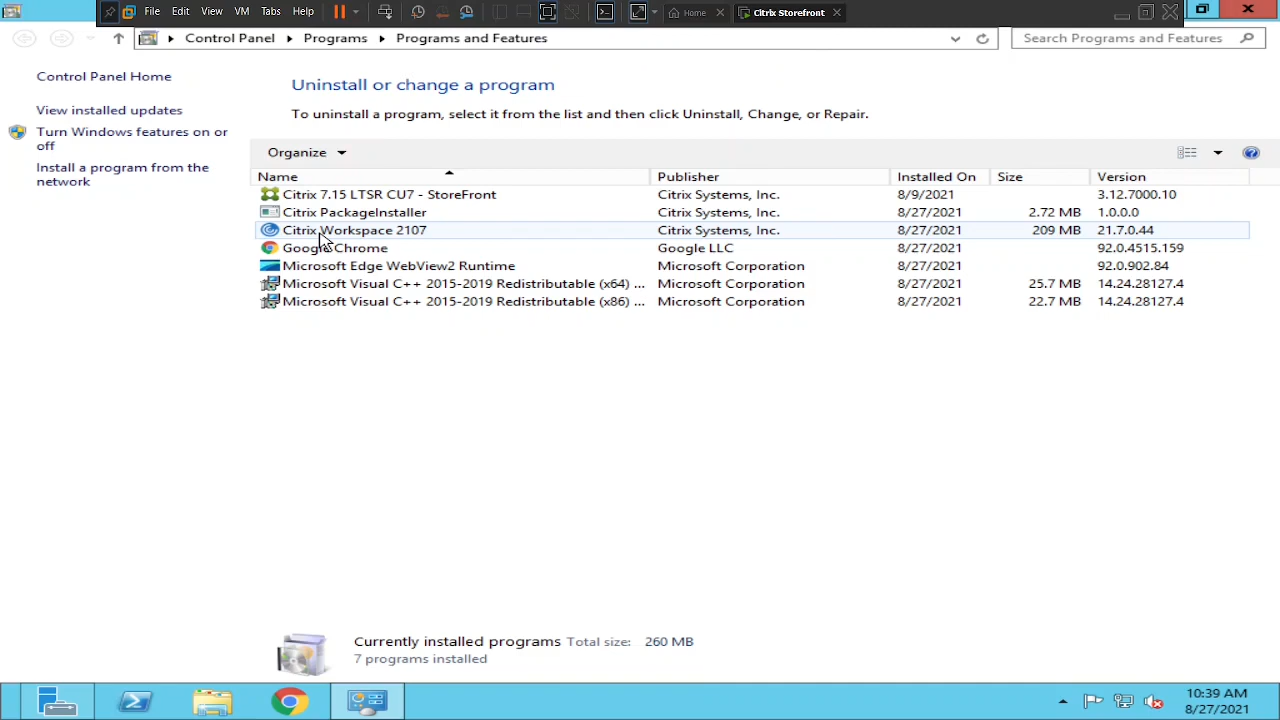 File Edit View VM Tabs Help Home Citrix Storefront
Control Panel Programs Programs and Features Search Programs and Features
Control Panel Home
View installed updates
Turn Windows features on or
off
Install a program from the
network
Uninstall or change a program
To uninstall a program, select it from the list and then click Uninstall, Change, or Repair.
Organize
Name Publisher Installed On Size Version
Citrix 7.15 LTSR CU7 - StoreFront Citrix Systems, Inc. 8/9/2021 3.12.7000.10
Citrix PackageInstaller Citrix Systems, Inc. 8/27/2021 2.72 MB 1.0.0.0
Citrix Workspace 2107 Citrix Systems, Inc. 8/27/2021 209 MB 21.7.0.44
Google Chrome Google LLC 8/27/2021 92.0.4515.159
Microsoft Edge WebView2 Runtime Microsoft Corporation 8/27/2021 92.0.902.84
Microsoft Visual C++ 2015-2019 Redistributable (x64) ... Microsoft Corporation 8/27/2021 25.7 MB 14.24.28127.4
Microsoft Visual C++ 2015-2019 Redistributable (x86) ... Microsoft Corporation 8/27/2021 22.7 MB 14.24.28127.4
Currently installed programs Total size: 260 MB
7 programs installed
10:39 AM
8/27/2021